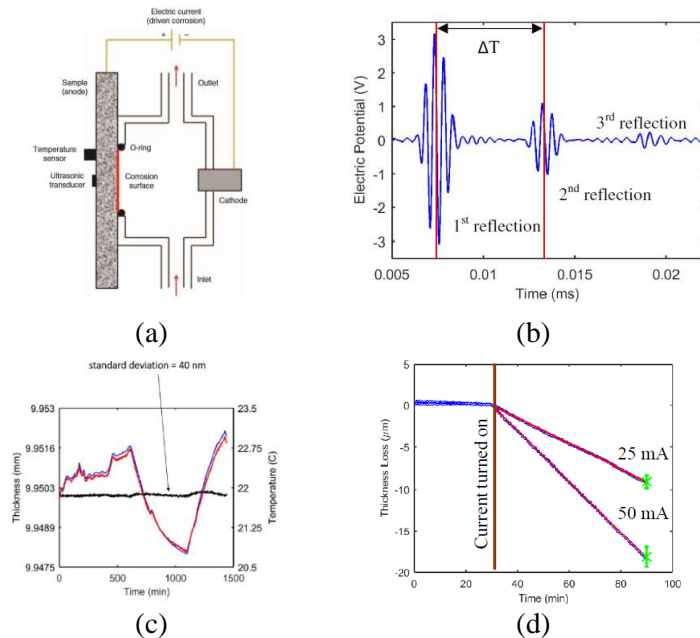 Electric current
(driven corrosion)
+ −
Sample
(anode)
Outlet
Temperature
sensor
O-ring
Ultrasonic
transducer
Corrosion
surface
Cathode
Inlet
(a)
3
2
1
0
-1
-2
-3
Electric Potential (V)
ΔT
3rd reflection
2nd reflection
1st reflection
0.005 0.01 0.015 0.02
Time (ms)
(b)
standard deviation = 40 nm
9.953
9.9516
9.9503
9.9489
9.9475
Thickness (mm)
23.5
22.75
21.9
20.75
20.5
Temperature (C)
0 500 1000 1500
Time (min)
(c)
5
0
-5
-10
-15
-20
Thickness Loss (μm)
Current turned on
25 mA
50 mA
0 20 40 60 80 100
Time (min)
(d)